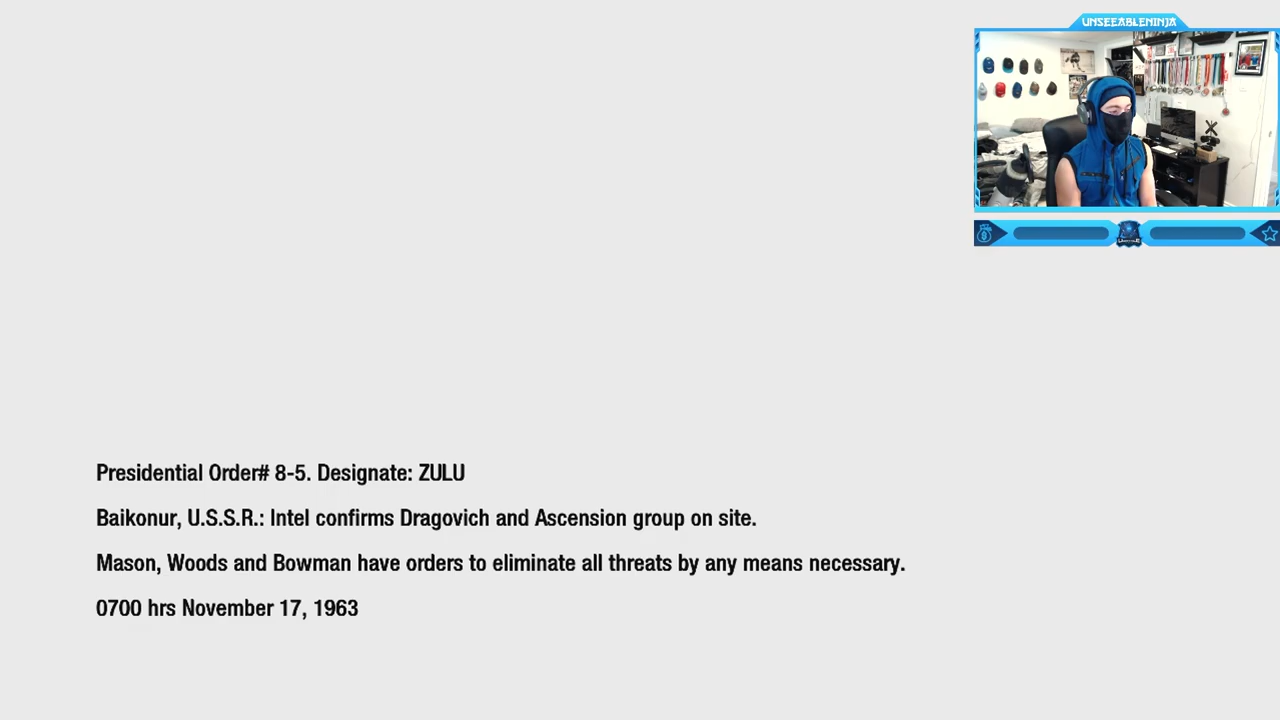 UNSEEABLENINJA
Presidential Order# 8-5. Designate: ZULU
Baikonur, U.S.S.R.: Intel confirms Dragovich and Ascension group on site.
Mason, Woods and Bowman have orders to eliminate all threats by any means necessary.
0700 hrs November 17, 1963